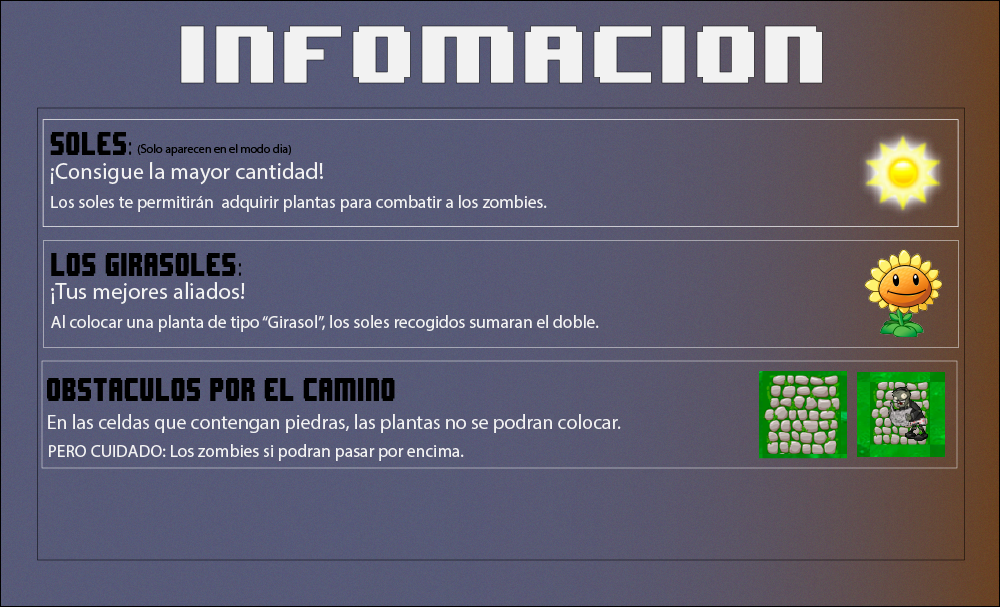 INFOMACION
SOLES: (Solo aparecen en el modo dia)
¡Consigue la mayor cantidad!
Los soles te permitirán  adquirir plantas para combatir a los zombies.
LOS GIRASOLES:
¡Tus mejores aliados!
Al colocar una planta de tipo “Girasol”, los soles recogidos sumaran el doble.
OBSTACULOS POR EL CAMINO
En las celdas que contengan piedras, las plantas no se podran colocar.
PERO CUIDADO: Los zombies si podran pasar por encima.